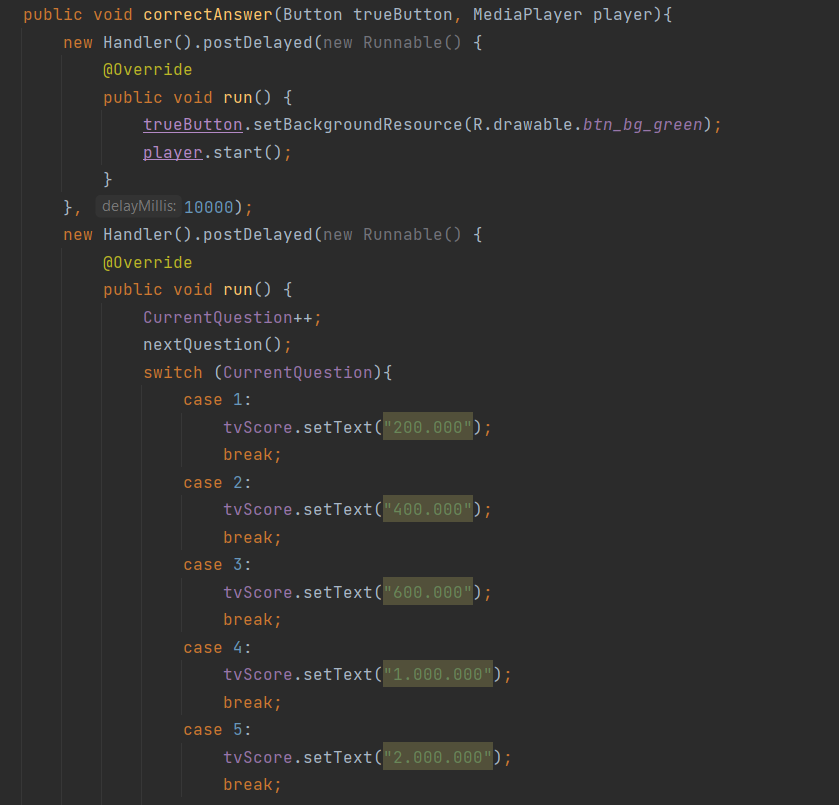 public void correctAnswer(Button trueButton, MediaPlayer player){
new Handler().postDelayed(new Runnable() {
@Override
public void run() {
trueButton.setBackgroundResource(R.drawable.btn_bg_green);
player.start();
}
}, delayMillis: 10000);
new Handler().postDelayed(new Runnable() {
@Override
public void run() {
CurrentQuestion++;
nextQuestion();
switch (CurrentQuestion){
case 1:
tvScore.setText("200.000");
break;
case 2:
tvScore.setText("400.000");
break;
case 3:
tvScore.setText("600.000");
break;
case 4:
tvScore.setText("1.000.000");
break;
case 5:
tvScore.setText("2.000.000");
break;